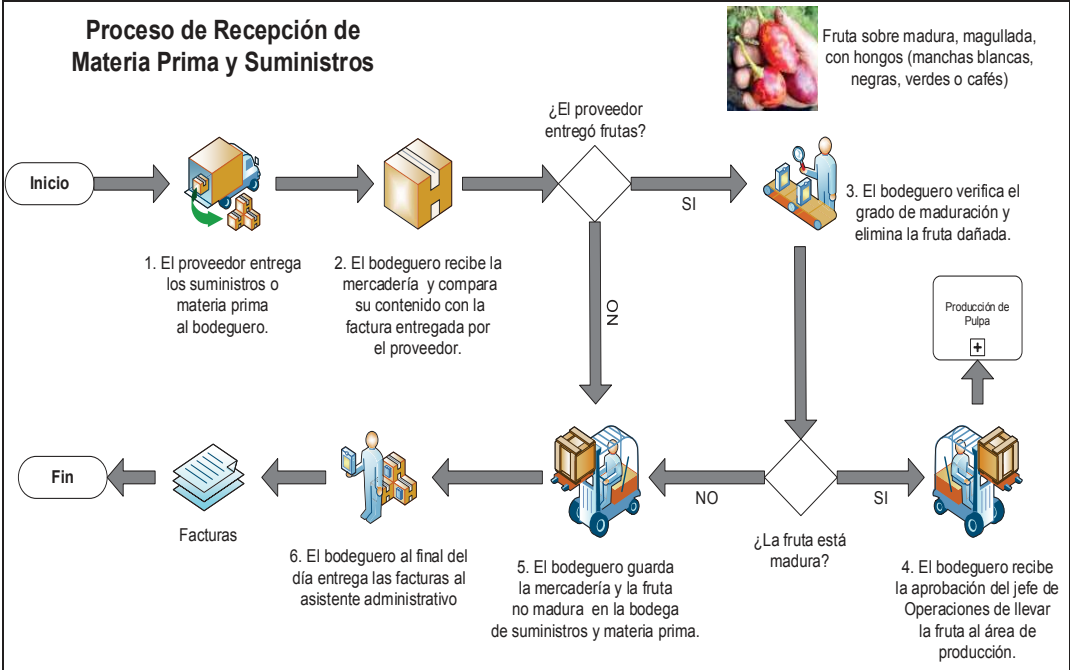 Proceso de Recepción de
Materia Prima y Suministros
Fruta sobre madura, magullada,
con hongos (manchas blancas,
negras, verdes o cafés)
¿El proveedor
entregó frutas?
Inicio
SI
1. El proveedor entrega
los suministros o
materia prima
al bodeguero.
2. El bodeguero recibe la
mercadería y compara
su contenido con la
factura entregada por
el proveedor.
3. El bodeguero verifica el
grado de maduración y
elimina la fruta dañada.
NO
Producción de
Pulpa
+
Fin
Facturas
NO
SI
¿La fruta está
madura?
6. El bodeguero al final del
día entrega las facturas al
asistente administrativo
5. El bodeguero guarda
la mercadería y la fruta
no madura en la bodega
de suministros y materia prima.
4. El bodeguero recibe
la aprobación del jefe de
Operaciones de llevar
la fruta al área de
producción.